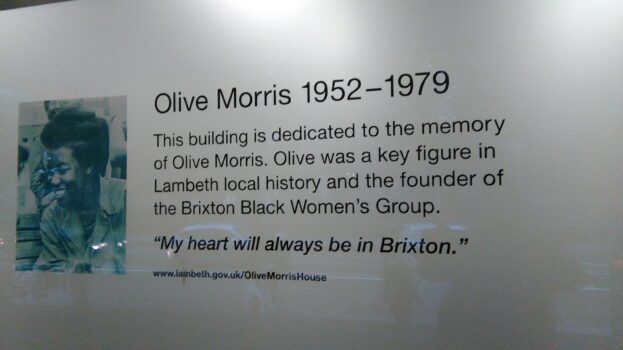 Olive Morris 1952–1979
This building is dedicated to the memory
of Olive Morris. Olive was a key figure in
Lambeth local history and the founder of
the Brixton Black Women's Group.
“My heart will always be in Brixton.”
www.lambeth.gov.uk/OliveMorrisHouse